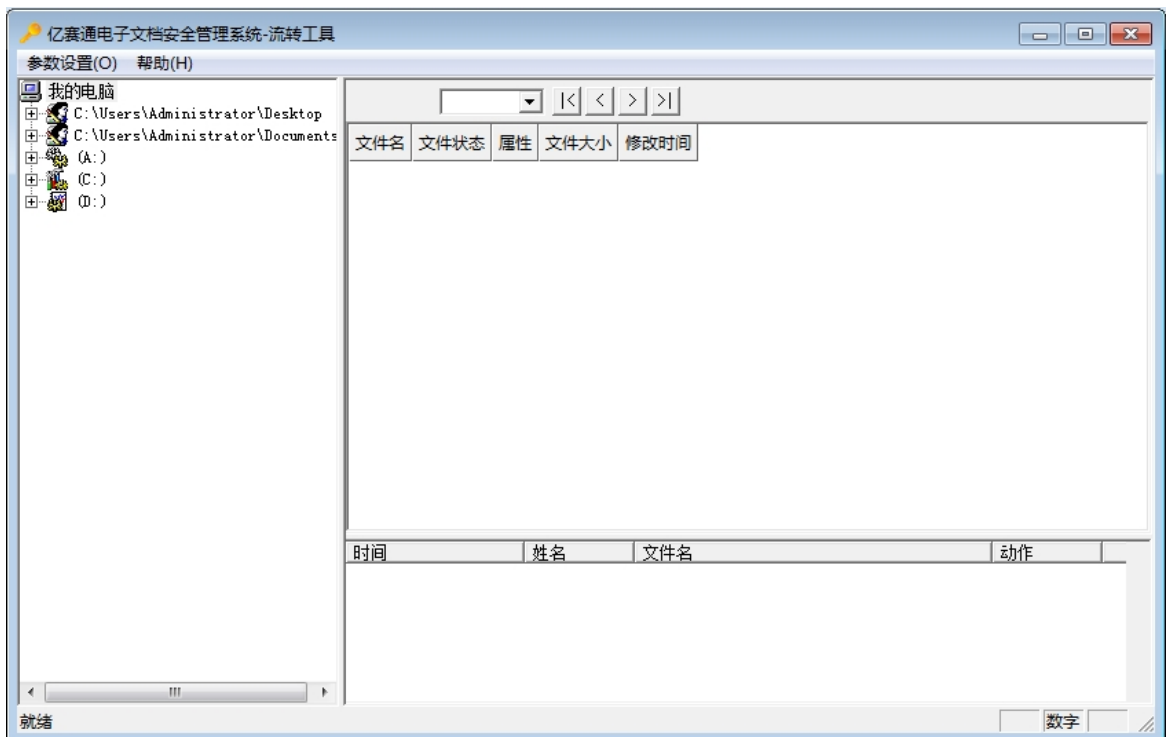 亿赛通电子文档安全管理系统-流转工具
参数设置(O) 帮助(H)
我的电脑
C:\Users\Administrator\Desktop
C:\Users\Administrator\Documents
(A:)
(C:)
(D:)
文件名 文件状态 属性 文件大小 修改时间
时间 姓名 文件名 动作
就绪 数字